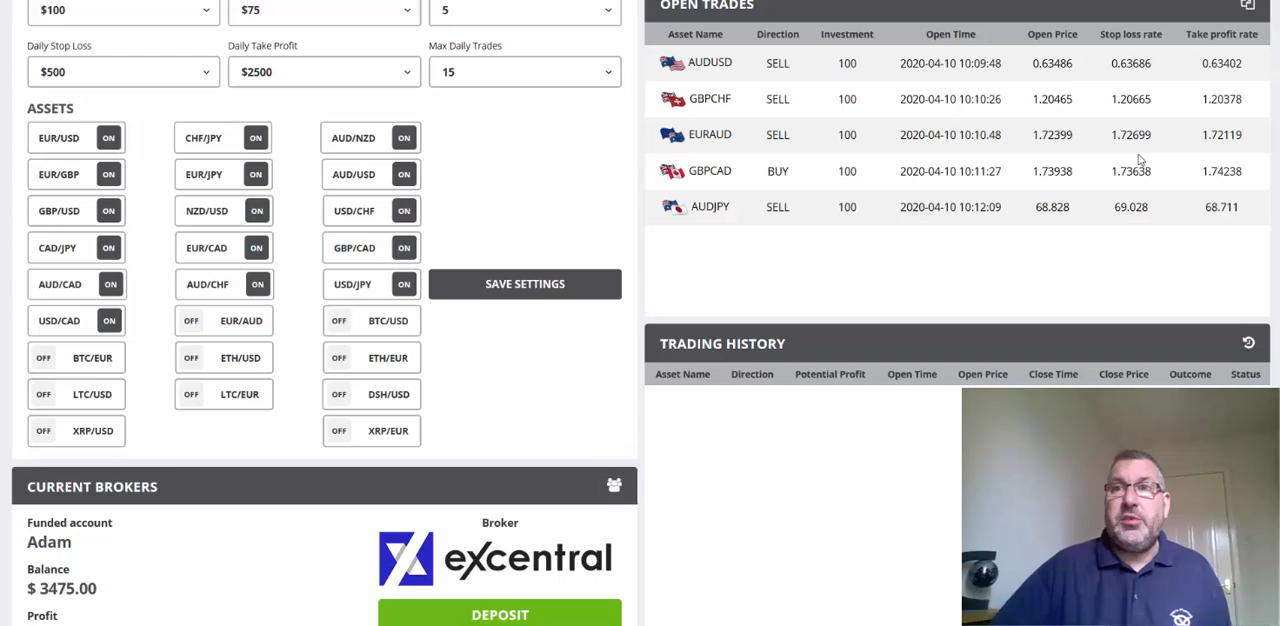 $100 $75 5
Daily Stop Loss Daily Take Profit Max Daily Trades
$500 $2500 15
ASSETS
EUR/USD ON CHF/JPY ON AUD/NZD ON
EUR/GBP ON EUR/JPY ON AUD/USD ON
GBP/USD ON NZD/USD ON USD/CHF ON
CAD/JPY ON EUR/CAD ON GBP/CAD ON
AUD/CAD ON AUD/CHF ON USD/JPY ON SAVE SETTINGS
USD/CAD ON OFF EUR/AUD OFF BTC/USD
OFF BTC/EUR OFF ETH/USD OFF ETH/EUR
OFF LTC/USD OFF LTC/EUR OFF DSH/USD
OFF XRP/USD OFF XRP/EUR
CURRENT BROKERS
Funded account Broker
Adam
Balance
$ 3475.00
Profit
excentral
DEPOSIT
OPEN TRADES
Asset Name Direction Investment Open Time Open Price Stop loss rate Take profit rate
AUDUSD SELL 100 2020-04-10 10:09:48 0.63486 0.63686 0.63402
GBPCHF SELL 100 2020-04-10 10:10:26 1.20465 1.20665 1.20378
EURAUD SELL 100 2020-04-10 10:10:48 1.72399 1.72699 1.72119
GBPCAD BUY 100 2020-04-10 10:11:27 1.73938 1.73638 1.74238
AUDJPY SELL 100 2020-04-10 10:12:09 68.828 69.028 68.711
TRADING HISTORY
Asset Name Direction Potential Profit Open Time Open Price Close Time Close Price Outcome Status